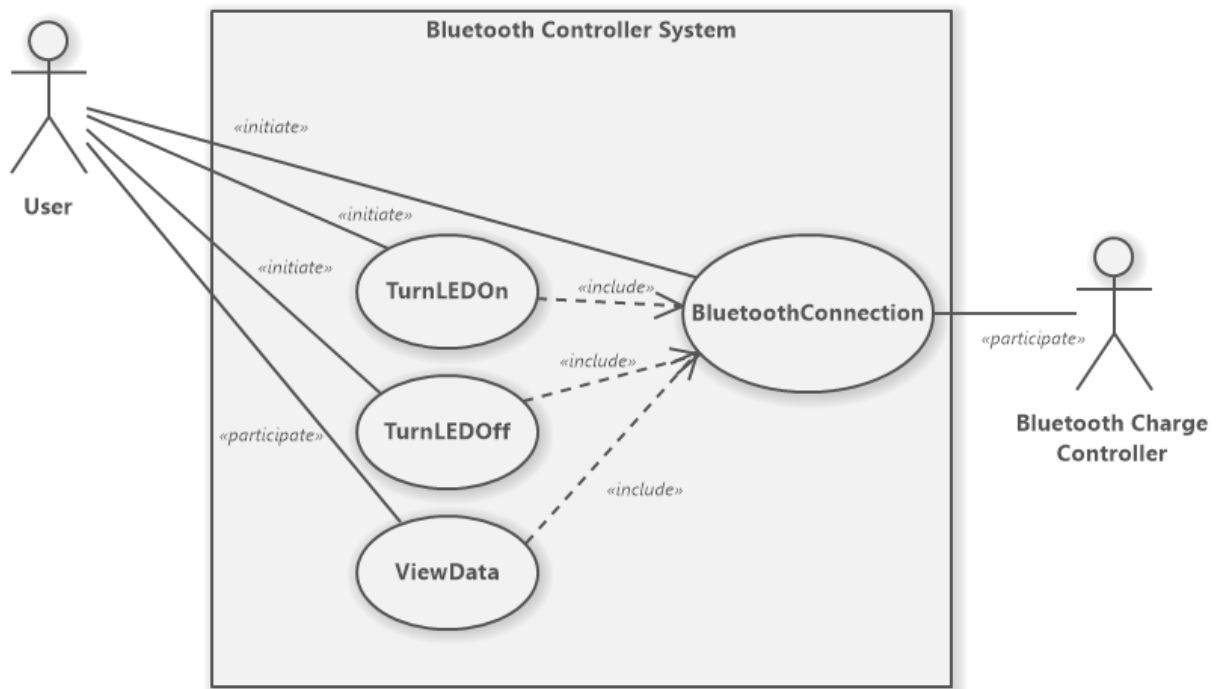 Bluetooth Controller System
«initiate»
User
«initiate»
«initiate»
TurnLEDOn
«include»
BluetoothConnection
«participate»
«include»
TurnLEDOff
«participate»
Bluetooth Charge
Controller
«include»
ViewData